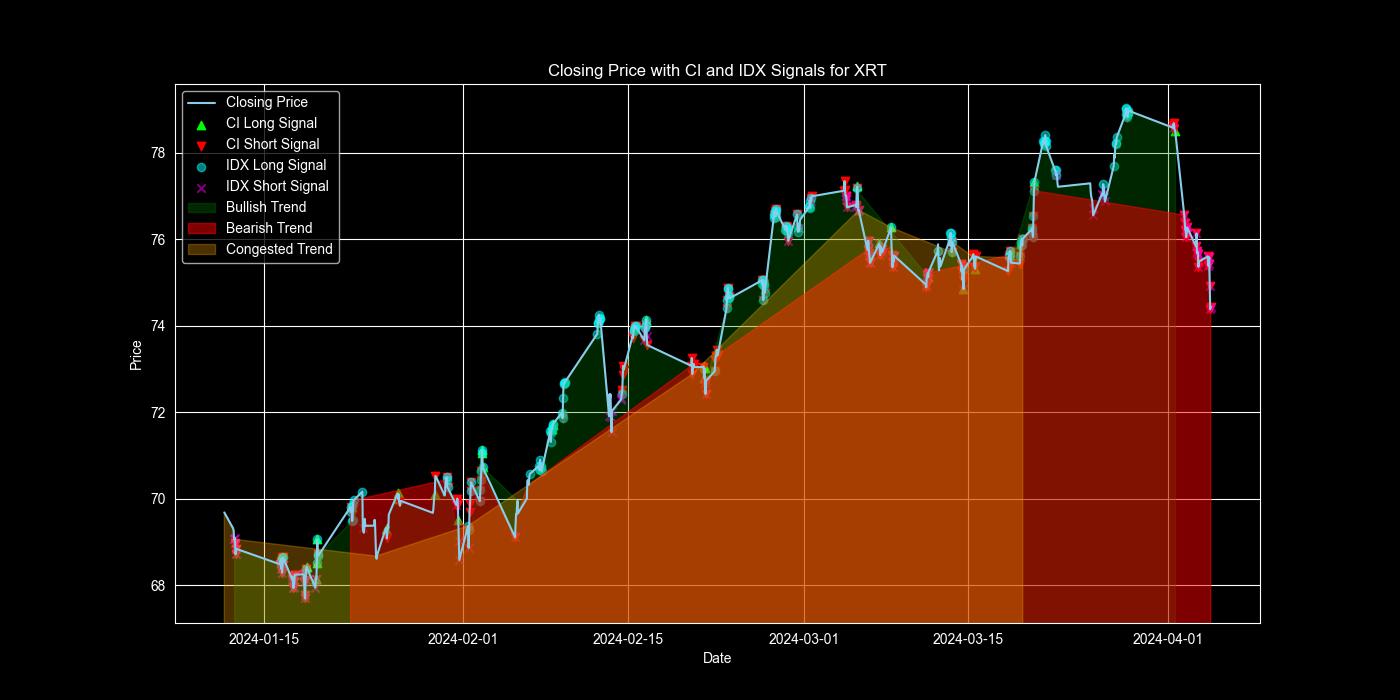 Closing Price with CI and IDX Signals for XRT
Closing Price
CI Long Signal
CI Short Signal
IDX Long Signal
IDX Short Signal
Bullish Trend
Bearish Trend
Congested Trend
Price
78
76
74
72
70
68
2024-01-15
2024-02-01
2024-02-15
2024-03-01
2024-03-15
2024-04-01
Date